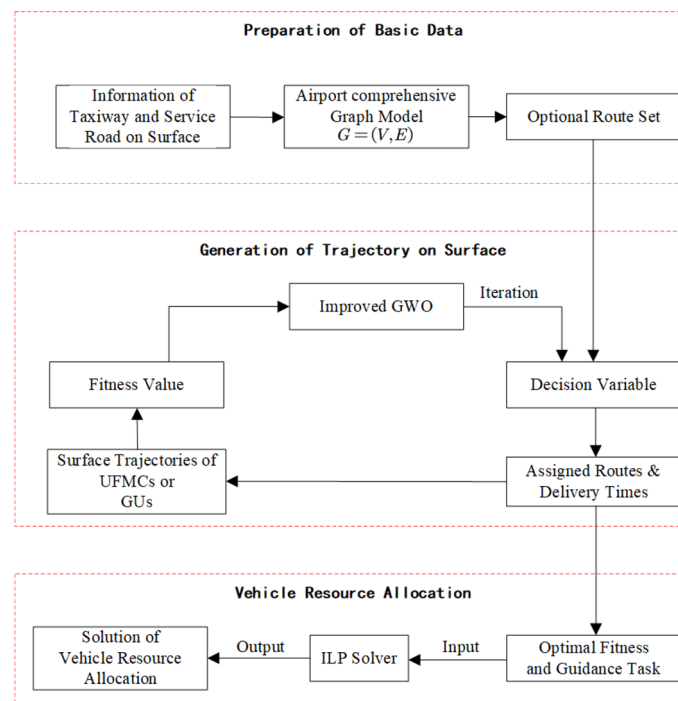 Preparation of Basic Data
Information of
Taxiway and Service
Road on Surface
Airport comprehensive
Graph Model
G=(V,E)
Optional Route Set
Generation of Trajectory on Surface
Improved GWO
Iteration
Fitness Value
Decision Variable
Surface Trajectories of
UFMCs or
GUs
Assigned Routes &
Delivery Times
Vehicle Resource Allocation
Solution of
Vehicle Resource
Allocation
Output
ILP Solver
Input
Optimal Fitness
and Guidance Task